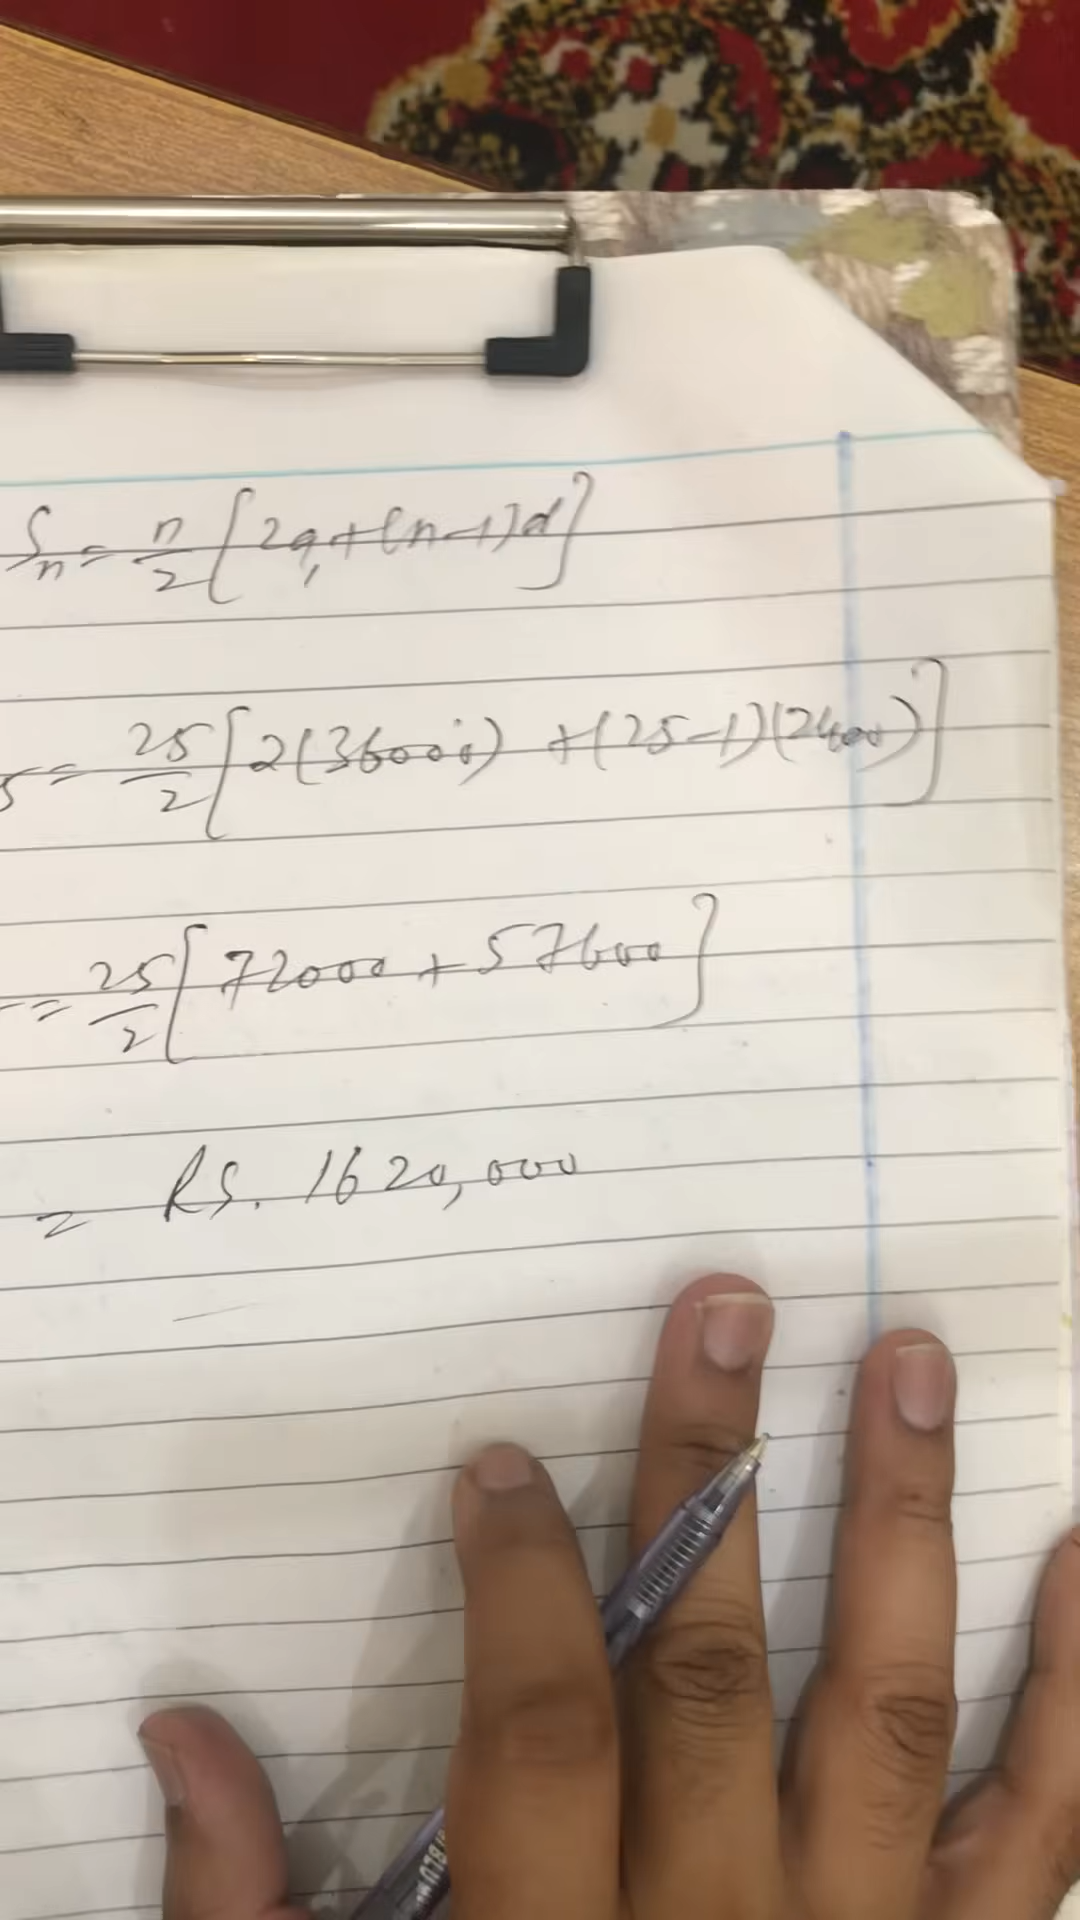 Sn = n/2 [2a₁ + (n-1)d]
5 = 25/2 [2(36000) + (25-1)(2400)]
= 25/2 [72000 + 57600]
= RS. 1620,000